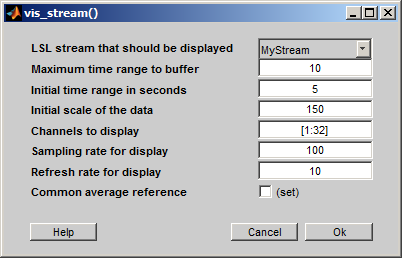 vis_stream()
LSL stream that should be displayed MyStream
Maximum time range to buffer 10
Initial time range in seconds 5
Initial scale of the data 150
Channels to display [1:32]
Sampling rate for display 100
Refresh rate for display 10
Common average reference (set)
Help Cancel Ok